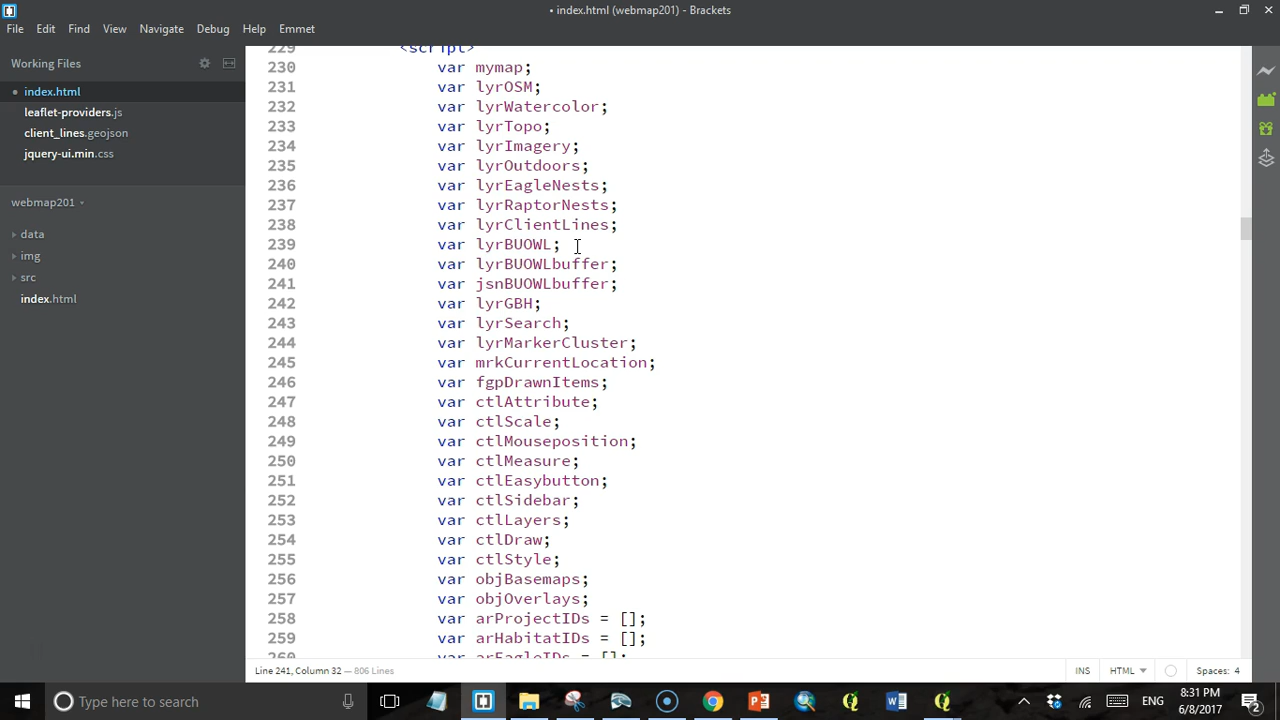 • index.html (webmap201) - Brackets
File Edit Find View Navigate Debug Help Emmet
Working Files
• index.html
leaflet-providers.js
client_lines.geojson
jquery-ui.min.css
webmap201
data
img
src
index.html
229 <script>
230 var mymap;
231 var lyrOSM;
232 var lyrWatercolor;
233 var lyrTopo;
234 var lyrImagery;
235 var lyrOutdoors;
236 var lyrEagleNests;
237 var lyrRaptorNests;
238 var lyrClientLines;
239 var lyrBUOWL;
240 var lyrBUOWLbuffer;
241 var jsnBUOWLbuffer;
242 var lyrGBH;
243 var lyrSearch;
244 var lyrMarkerCluster;
245 var mrkCurrentLocation;
246 var fgpDrawnItems;
247 var ctlAttribute;
248 var ctlScale;
249 var ctlMouseposition;
250 var ctlMeasure;
251 var ctlEasybutton;
252 var ctlSidebar;
253 var ctlLayers;
254 var ctlDraw;
255 var ctlStyle;
256 var objBasemaps;
257 var objOverlays;
258 var arProjectIDs = [];
259 var arHabitatIDs = [];
260 var arEagleIDs = [];
Line 241, Column 32 — 806 Lines
INS HTML Spaces: 4
Type here to search
ENG
8:31 PM
6/8/2017
2